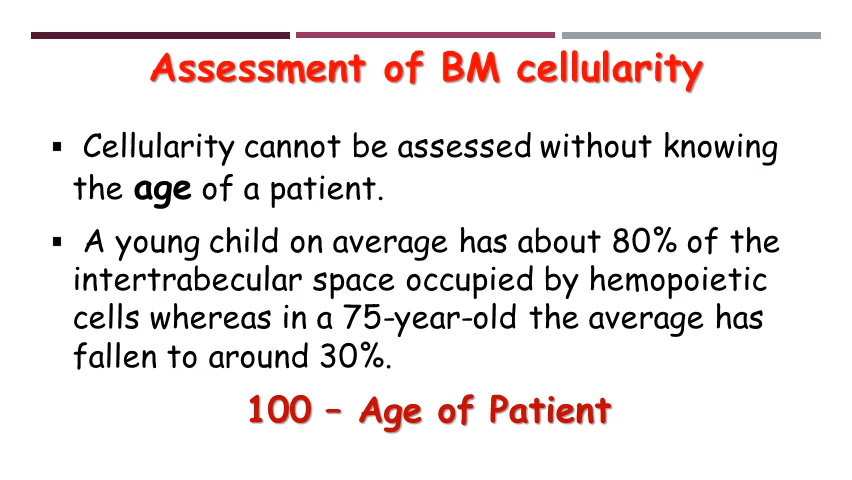 Assessment of BM cellularity
▪ Cellularity cannot be assessed without knowing
the age of a patient.
▪ A young child on average has about 80% of the
intertrabecular space occupied by hemopoietic
cells whereas in a 75-year-old the average has
fallen to around 30%.
100 – Age of Patient